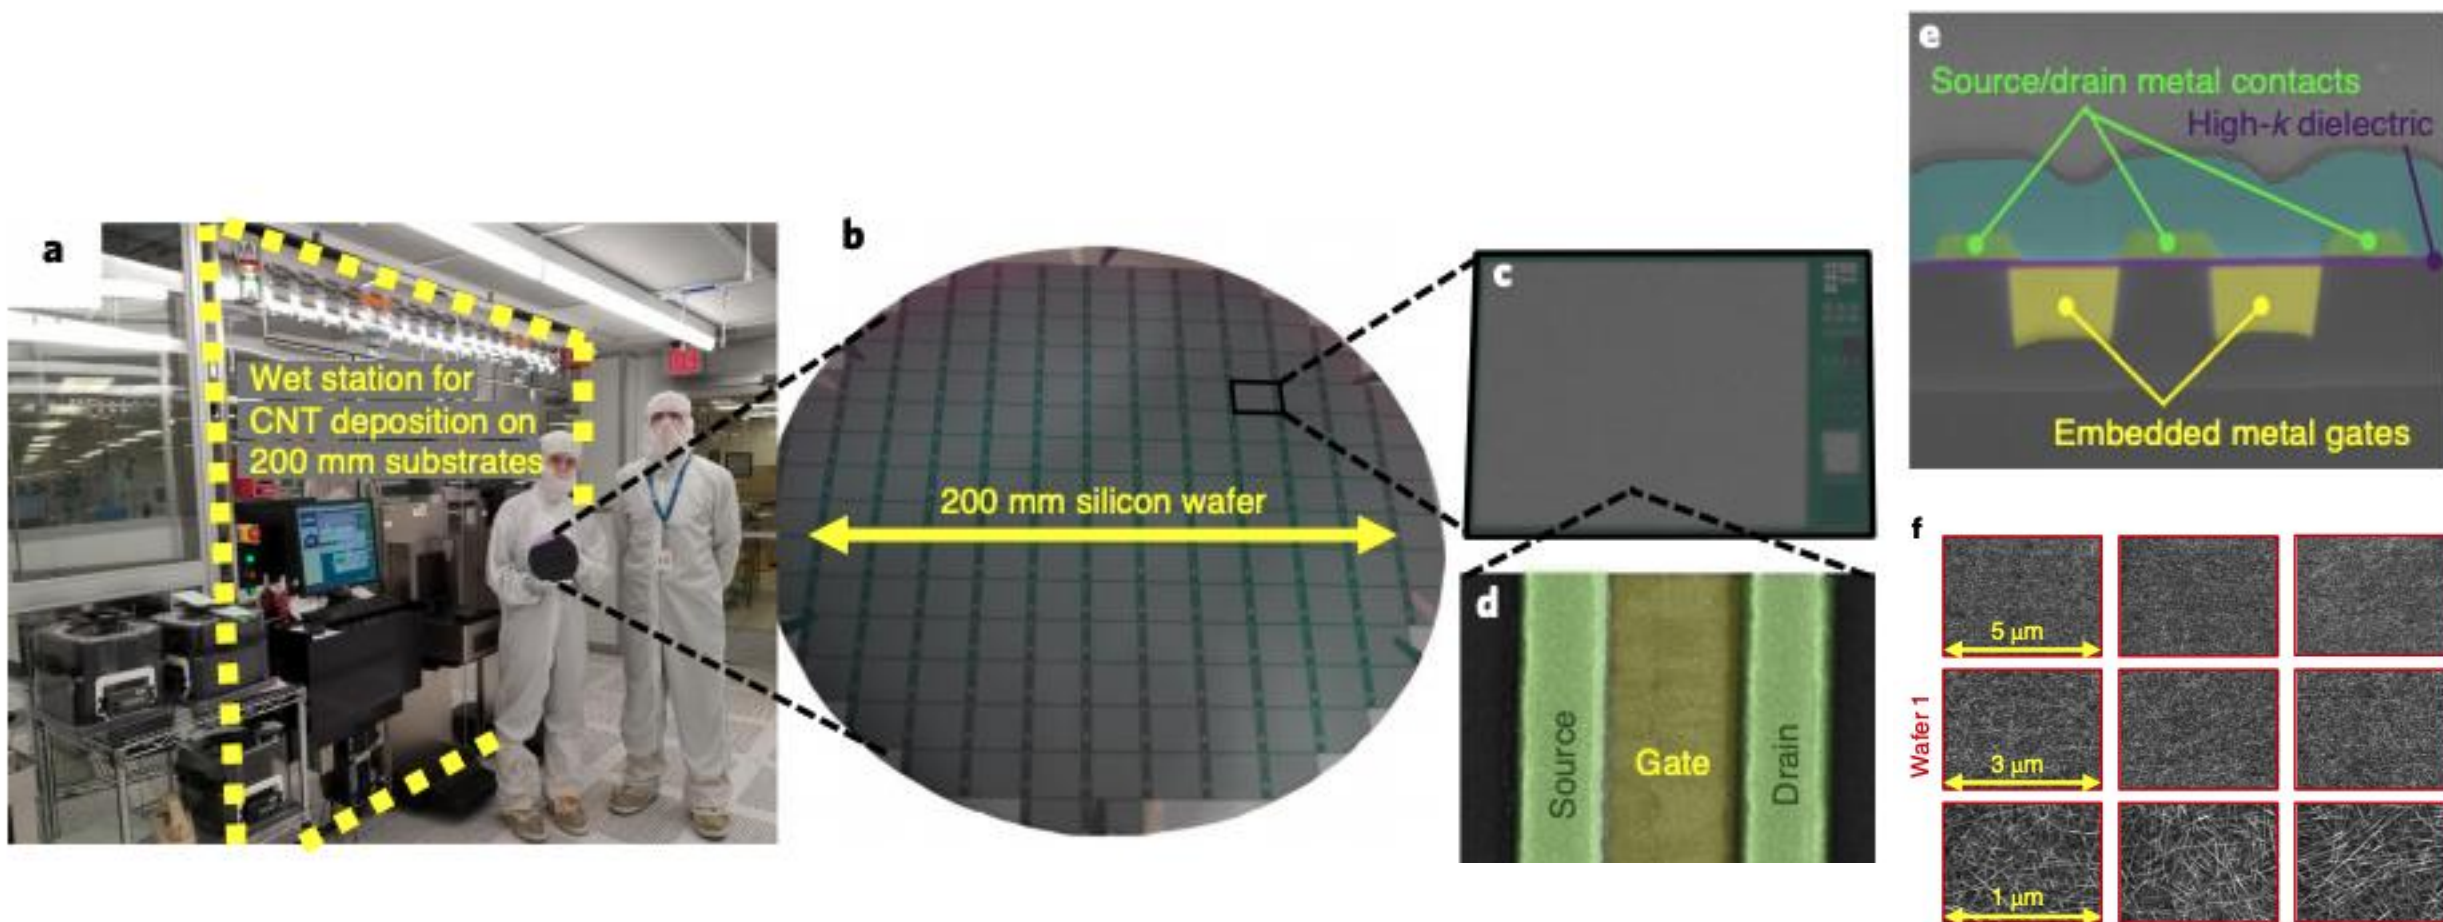 a
Wet station for
CNT deposition on
200 mm substrates
b
200 mm silicon wafer
c
d
Source
Gate
Drain
e
Source/drain metal contacts
High-k dielectric
Embedded metal gates
f
Wafer 1
5 μm
3 μm
1 μm